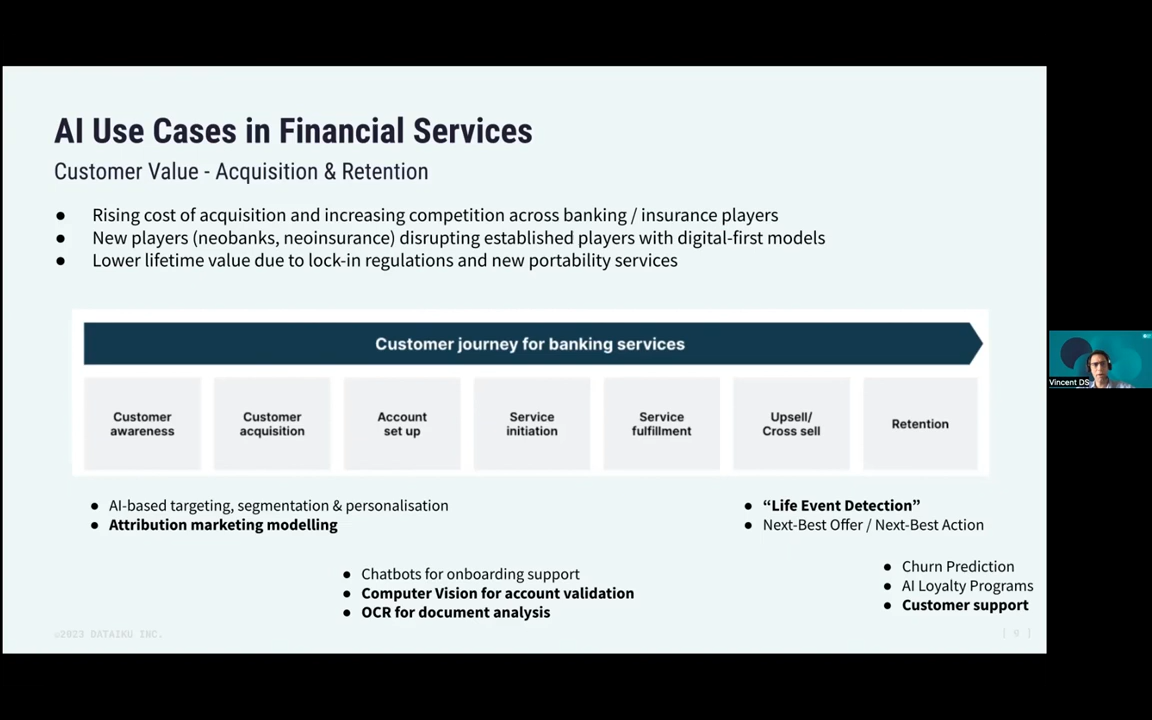 AI Use Cases in Financial Services
Customer Value - Acquisition & Retention
● Rising cost of acquisition and increasing competition across banking / insurance players
● New players (neobanks, neoinsurance) disrupting established players with digital-first models
● Lower lifetime value due to lock-in regulations and new portability services
Customer journey for banking services
Customer
awareness
Customer
acquisition
Account
set up
Service
initiation
Service
fulfillment
Upsell/
Cross sell
Retention
● AI-based targeting, segmentation & personalisation
● Attribution marketing modelling
● “Life Event Detection”
● Next-Best Offer / Next-Best Action
● Chatbots for onboarding support
● Computer Vision for account validation
● OCR for document analysis
● Churn Prediction
● AI Loyalty Programs
● Customer support
©2023 DATAIKU INC.
[ 9 ]
Vincent DS